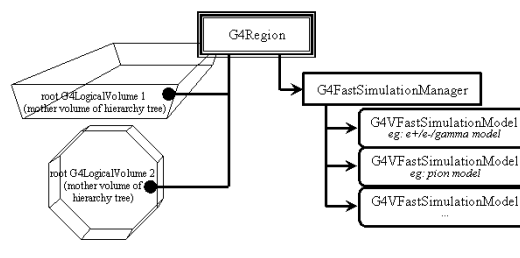 G4Region
root G4LogicalVolume 1
(mother volume of hierarchy tree)
G4FastSimulationManager
G4VFastSimulationModel
eg: e+/e-/gamma model
G4VFastSimulationModel
eg: pion model
root G4LogicalVolume 2
(mother volume of
hierarchy tree)
G4VFastSimulationModel
...